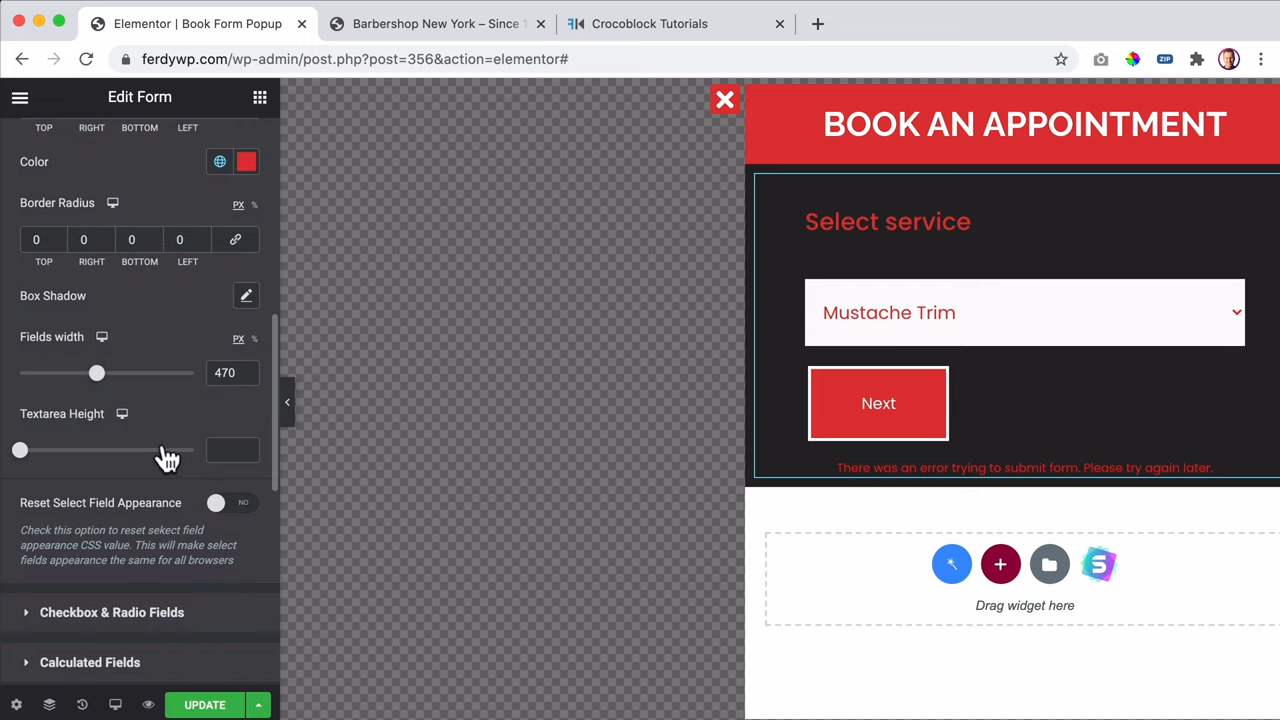 Elementor | Book Form Popup
Barbershop New York – Since 1
Crocoblock Tutorials
ferdywp.com/wp-admin/post.php?post=356&action=elementor#
ZIP
Edit Form
BOOK AN APPOINTMENT
TOP RIGHT BOTTOM LEFT
Color
Border Radius PX %
0 0 0 0
TOP RIGHT BOTTOM LEFT
Box Shadow
Fields width PX %
470
Textarea Height
Reset Select Field Appearance NO
Check this option to reset sekect field
appearance CSS value. This will make select
fields appearance the same for all browsers
Checkbox & Radio Fields
Calculated Fields
UPDATE
Select service
Mustache Trim
Next
There was an error trying to submit form. Please try again later.
S
Drag widget here